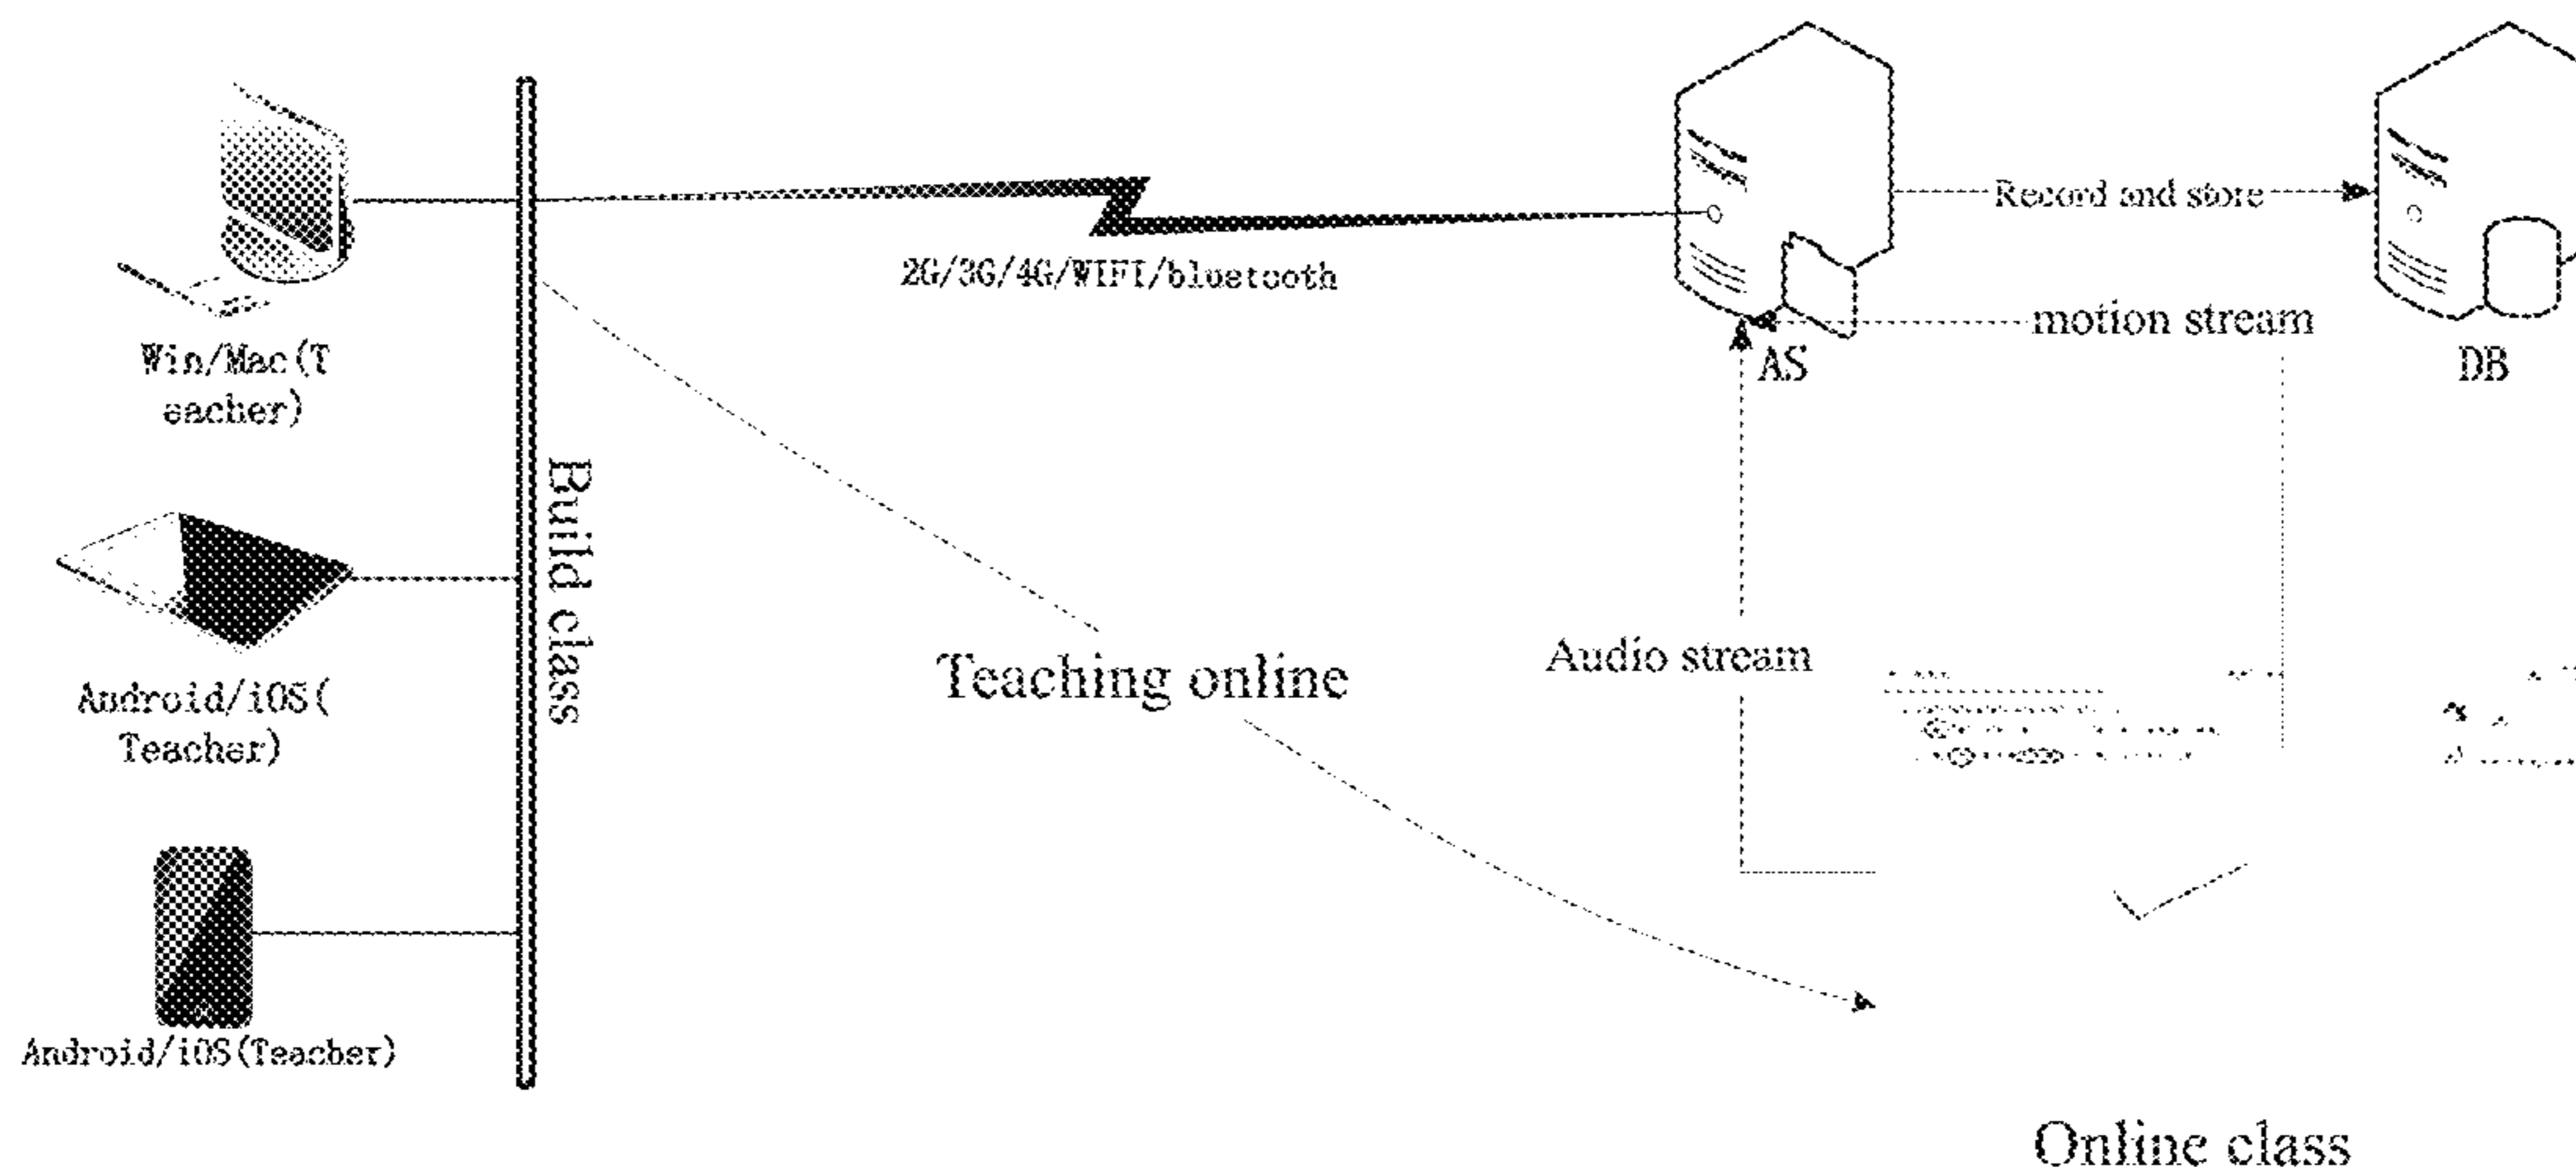 Record and store
2G/3G/4G/WIFI/bluetooth
motion stream
Win/Mac(T
eacher)
AS
DB
Build class
Teaching online
Audio stream
Android/iOS(
Teacher)
Android/iOS(Teacher)
Online class